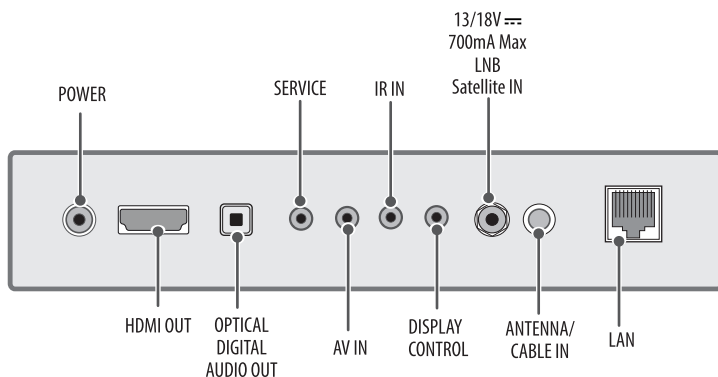 13/18V ⎓
700mA Max
LNB
Satellite IN
POWER
SERVICE
IR IN
HDMI OUT
OPTICAL
DIGITAL
AUDIO OUT
AV IN
DISPLAY
CONTROL
ANTENNA/
CABLE IN
LAN